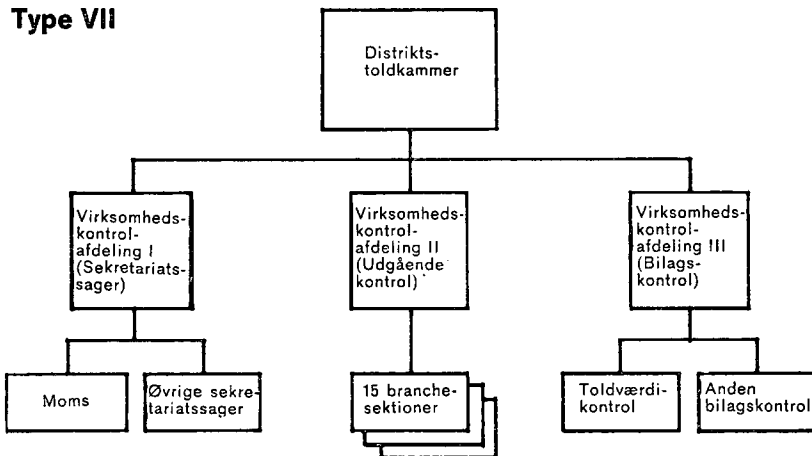 Type VII
Distrikts-
toldkammer
Virksomheds-
kontrol-
afdeling I
(Sekretariats-
sager)
Virksomheds-
kontrol-
afdeling II
(Udgående
kontrol)
Virksomheds-
kontrol-
afdeling III
(Bilags-
kontrol)
Moms
Øvrige sekre-
tariatssager
15 branche-
sektioner
Toldværdi-
kontrol
Anden
bilagskontrol